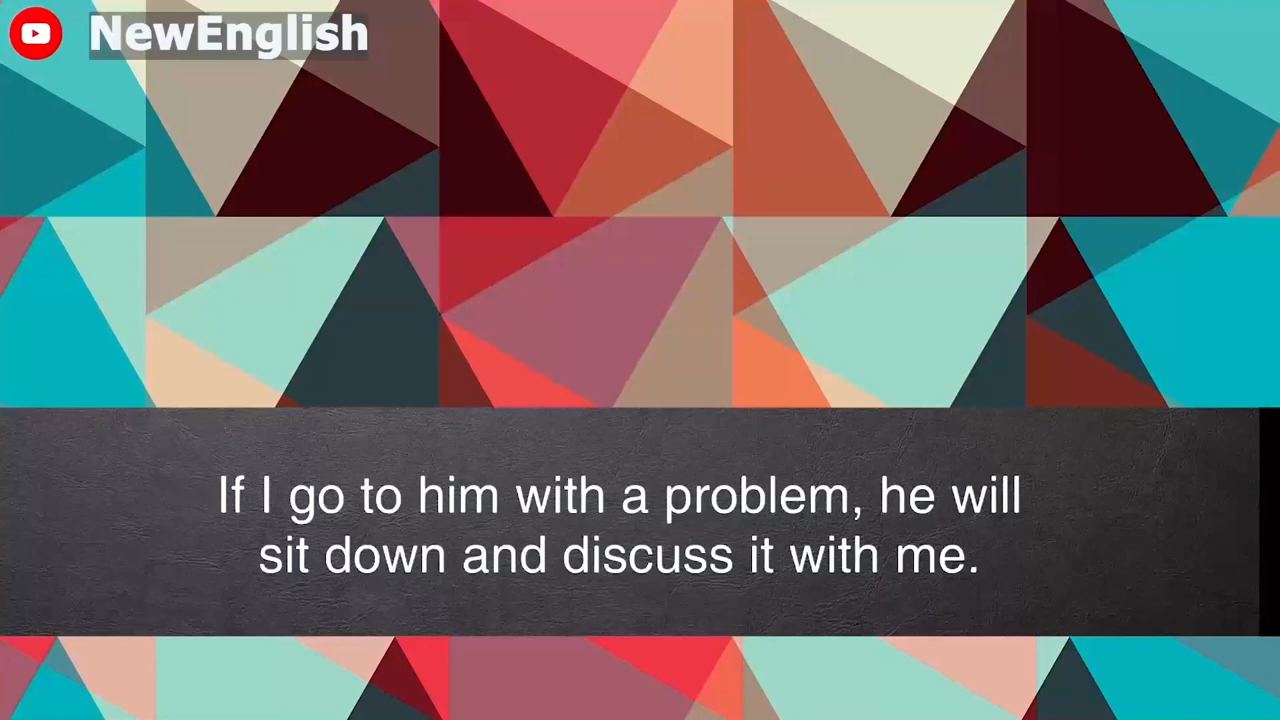 NewEnglish
If I go to him with a problem, he will
sit down and discuss it with me.